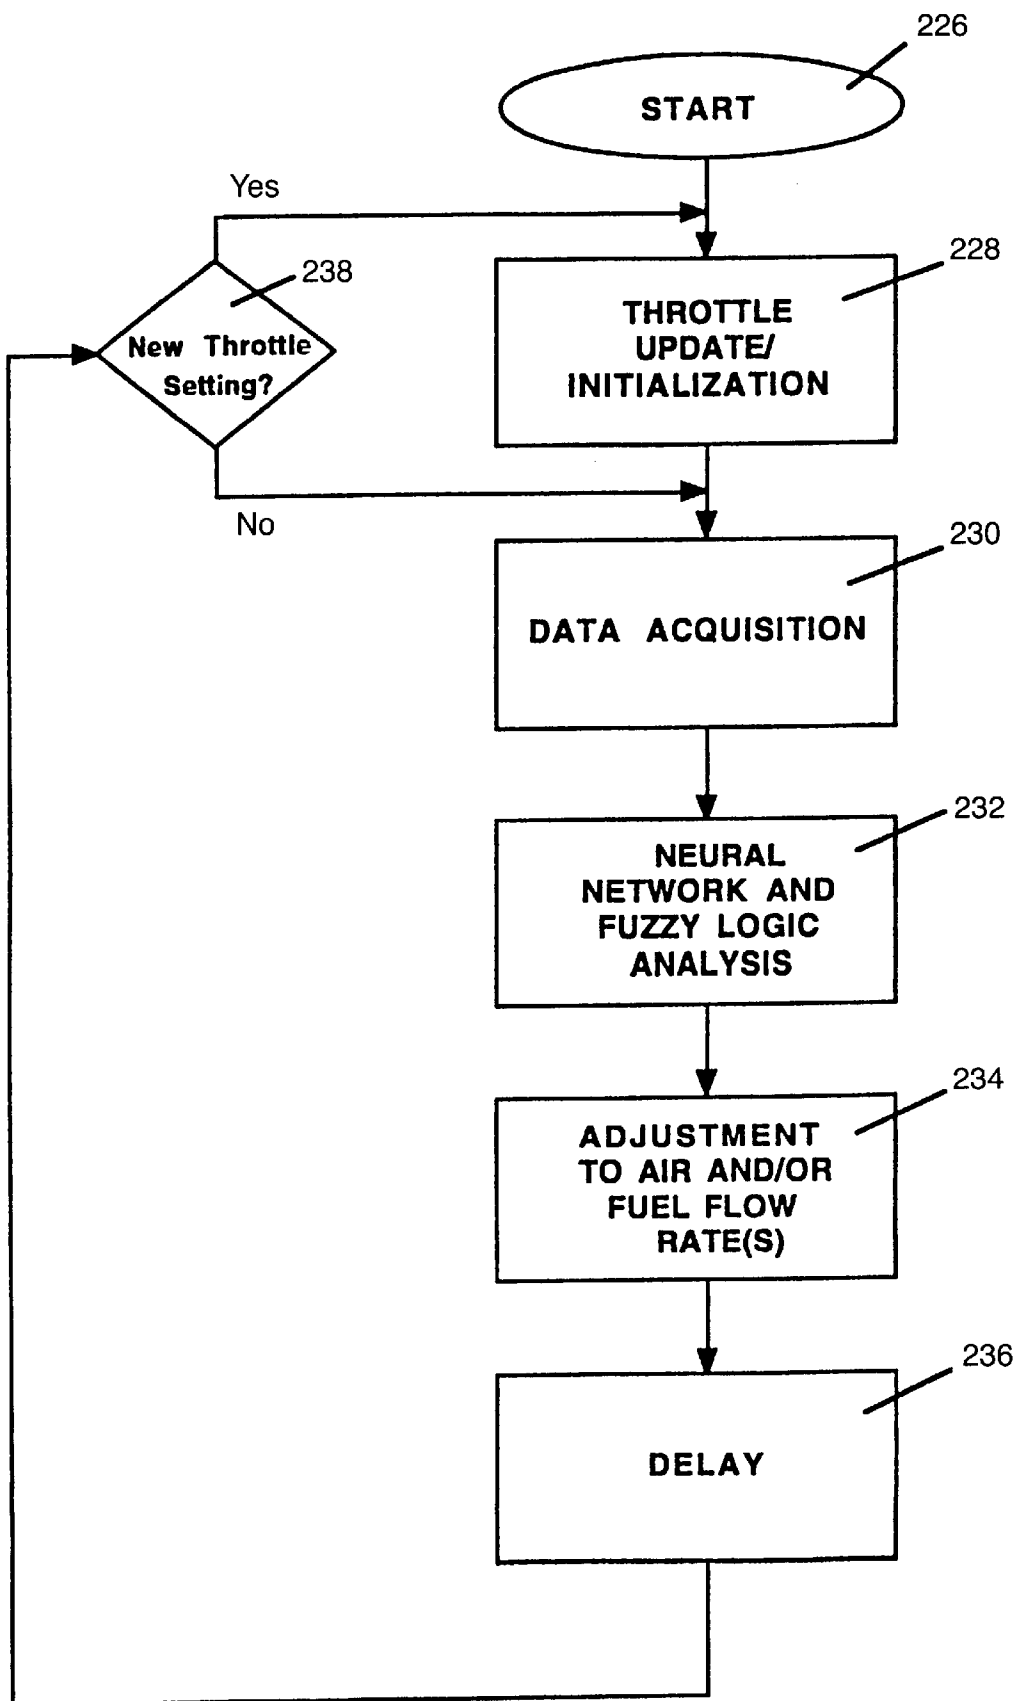 226
START
Yes
228
238
THROTTLE
UPDATE/
INITIALIZATION
New Throttle
Setting?
No
230
DATA ACQUISITION
232
NEURAL
NETWORK AND
FUZZY LOGIC
ANALYSIS
234
ADJUSTMENT
TO AIR AND/OR
FUEL FLOW
RATE(S)
236
DELAY